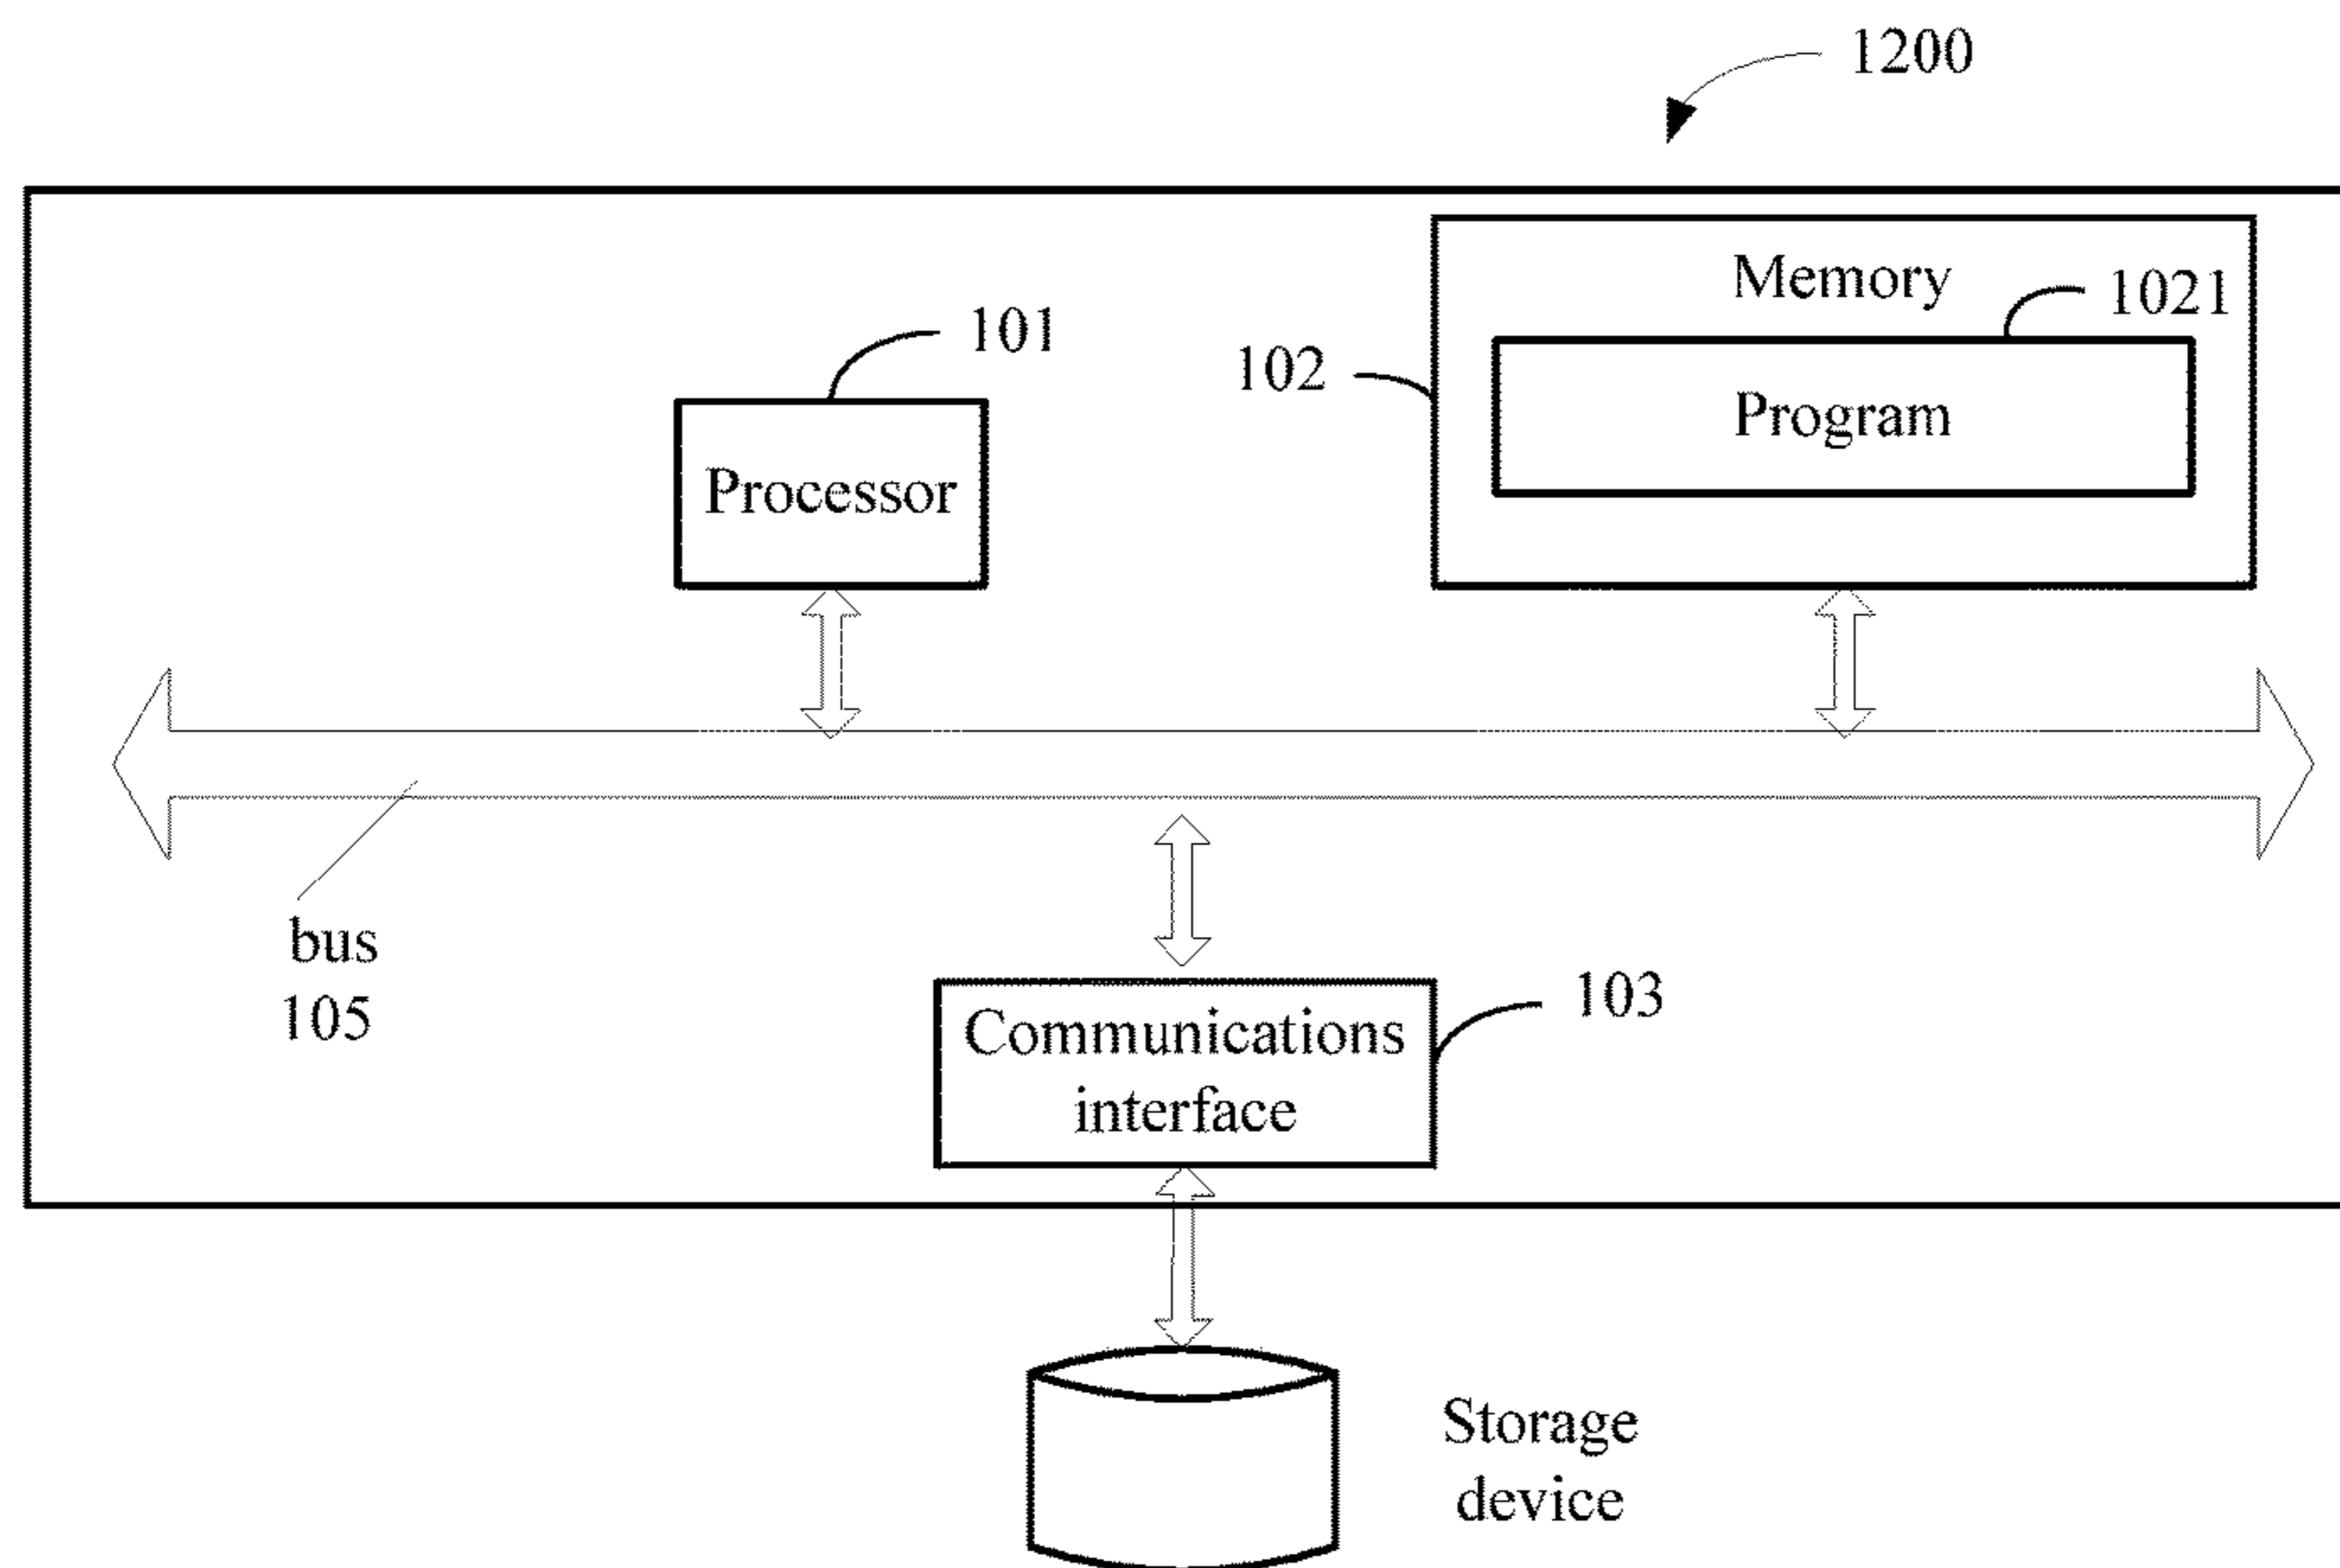 1200
Memory
1021
101
102
Program
Processor
bus
105
103
Communications
interface
Storage
device